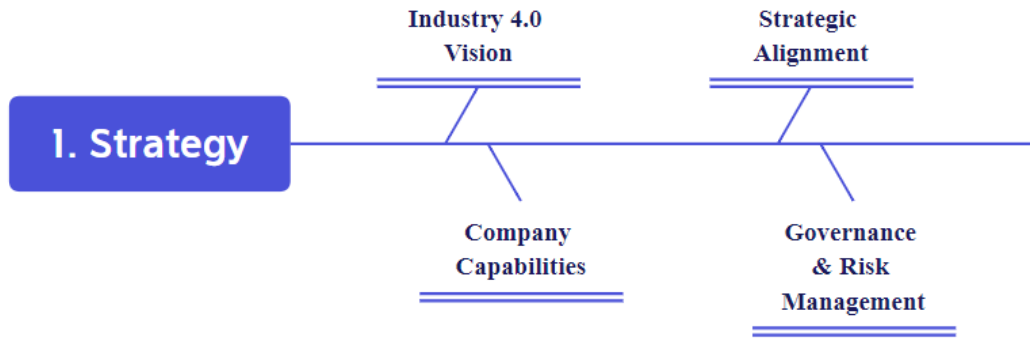 Industry 4.0
Vision
Strategic
Alignment
1. Strategy
Company
Capabilities
Governance
& Risk
Management